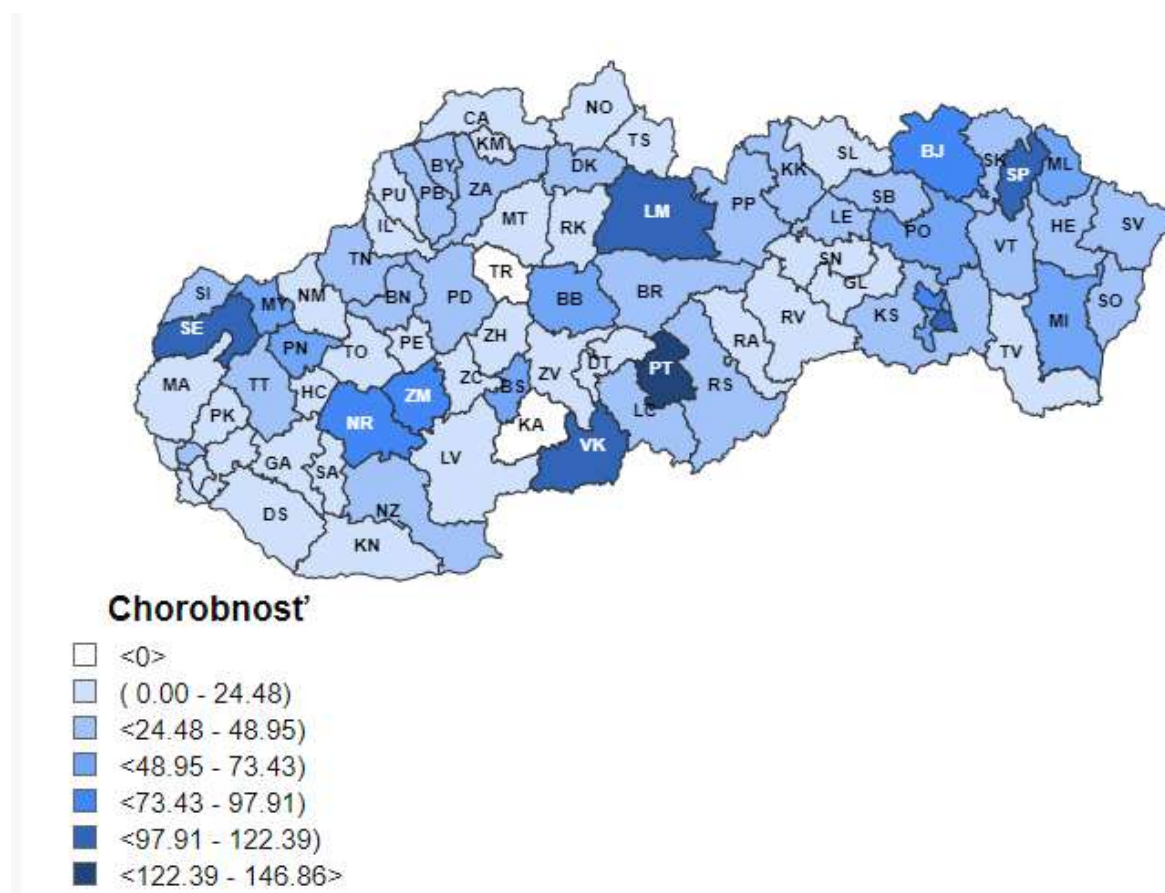 NO
CA
KM
TS
BY
DK
SL
BJ
SK
SP
ML
PU
PB
ZA
KK
IL
MT
RK
LM
PP
SB
LE
PO
HE
SV
VT
TN
TR
SN
GL
SI
MY
NM
BN
PD
BB
BR
SO
SE
PN
TO
PE
ZH
RV
KS
MI
RA
TV
MA
TT
HC
ZM
ZC
BS
ZV
DT
PT
RS
PK
NR
KA
LC
VK
GA
SA
LV
DS
NZ
KN
Chorobnosť
<0>
( 0.00 - 24.48)
<24.48 - 48.95)
<48.95 - 73.43)
<73.43 - 97.91)
<97.91 - 122.39)
<122.39 - 146.86>